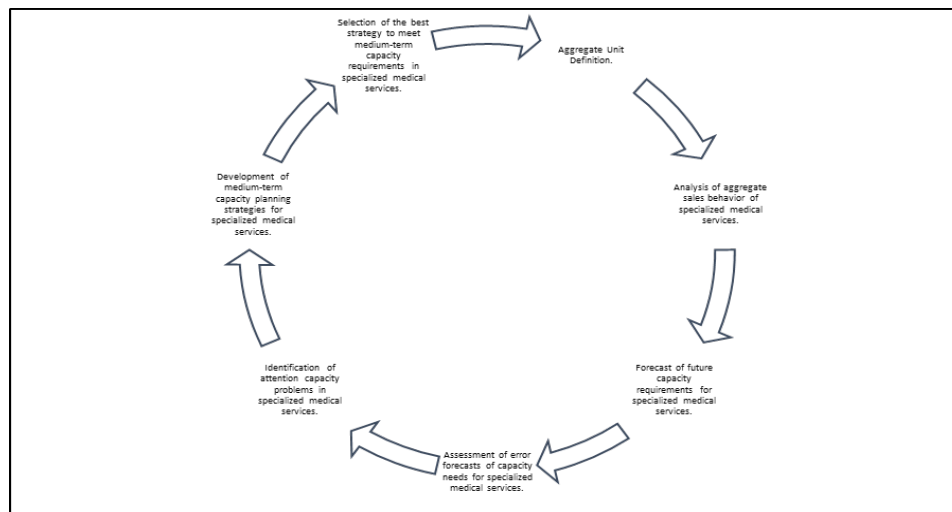 Selection of the best
strategy to meet
medium-term
capacity
requirements in
specialized medical
services.
Aggregate Unit
Definition.
Analysis of aggregate
sales behavior of
specialized medical
services.
Forecast of future
capacity
requirements for
specialized medical
services.
Assessment of error
forecasts of capacity
needs for specialized
medical services.
Identification of
attention capacity
problems in
specialized medical
services.
Development of
medium-term
capacity planning
strategies for
specialized medical
services.